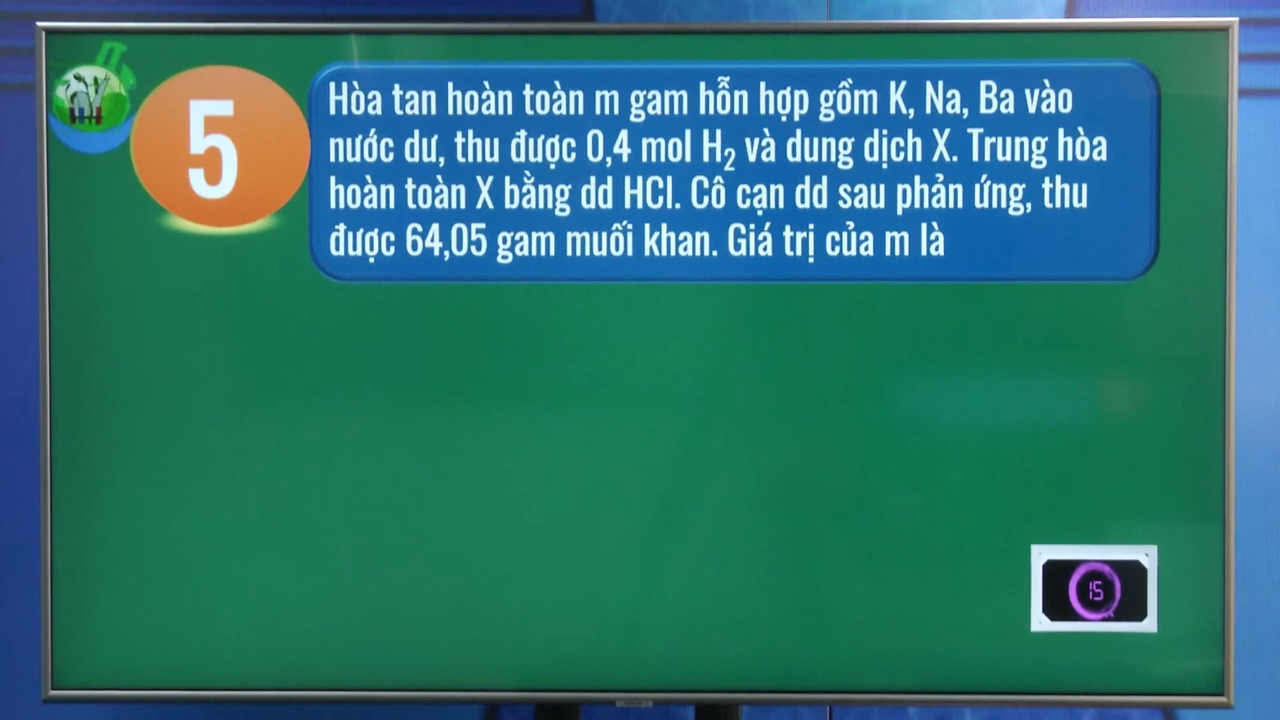 5
Hòa tan hoàn toàn m gam hỗn hợp gồm K, Na, Ba vào
nước dư, thu được 0,4 mol H₂ và dung dịch X. Trung hòa
hoàn toàn X bằng dd HCl. Cô cạn dd sau phản ứng, thu
được 64,05 gam muối khan. Giá trị của m là
15